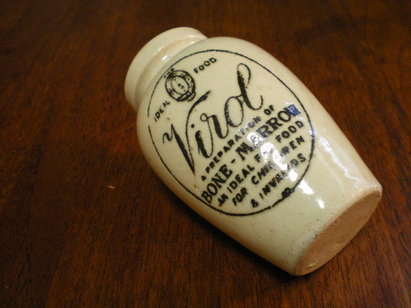 IDEAL FOOD
Virol
A PREPARATION OF
BONE-MARROW
AN IDEAL FAT FOOD
FOR CHILDREN
& INVALIDS